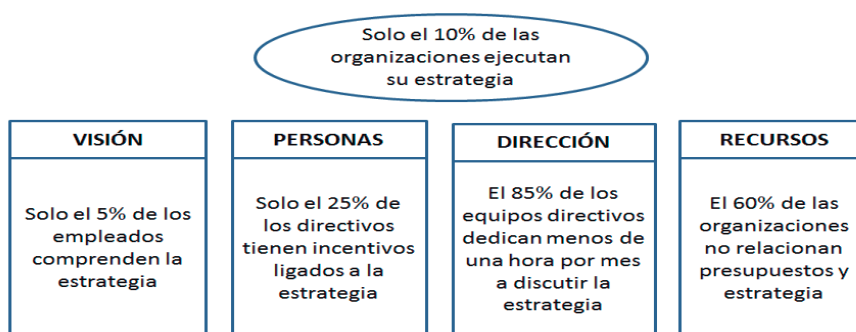 Solo el 10% de las
organizaciones ejecutan
su estrategia
VISIÓN
Solo el 5% de los
empleados
comprenden la
estrategia
PERSONAS
Solo el 25% de
los directivos
tienen incentivos
ligados a la
estrategia
DIRECCIÓN
El 85% de los
equipos directivos
dedican menos de
una hora por mes
a discutir la
estrategia
RECURSOS
El 60% de las
organizaciones
no relacionan
presupuestos y
estrategia